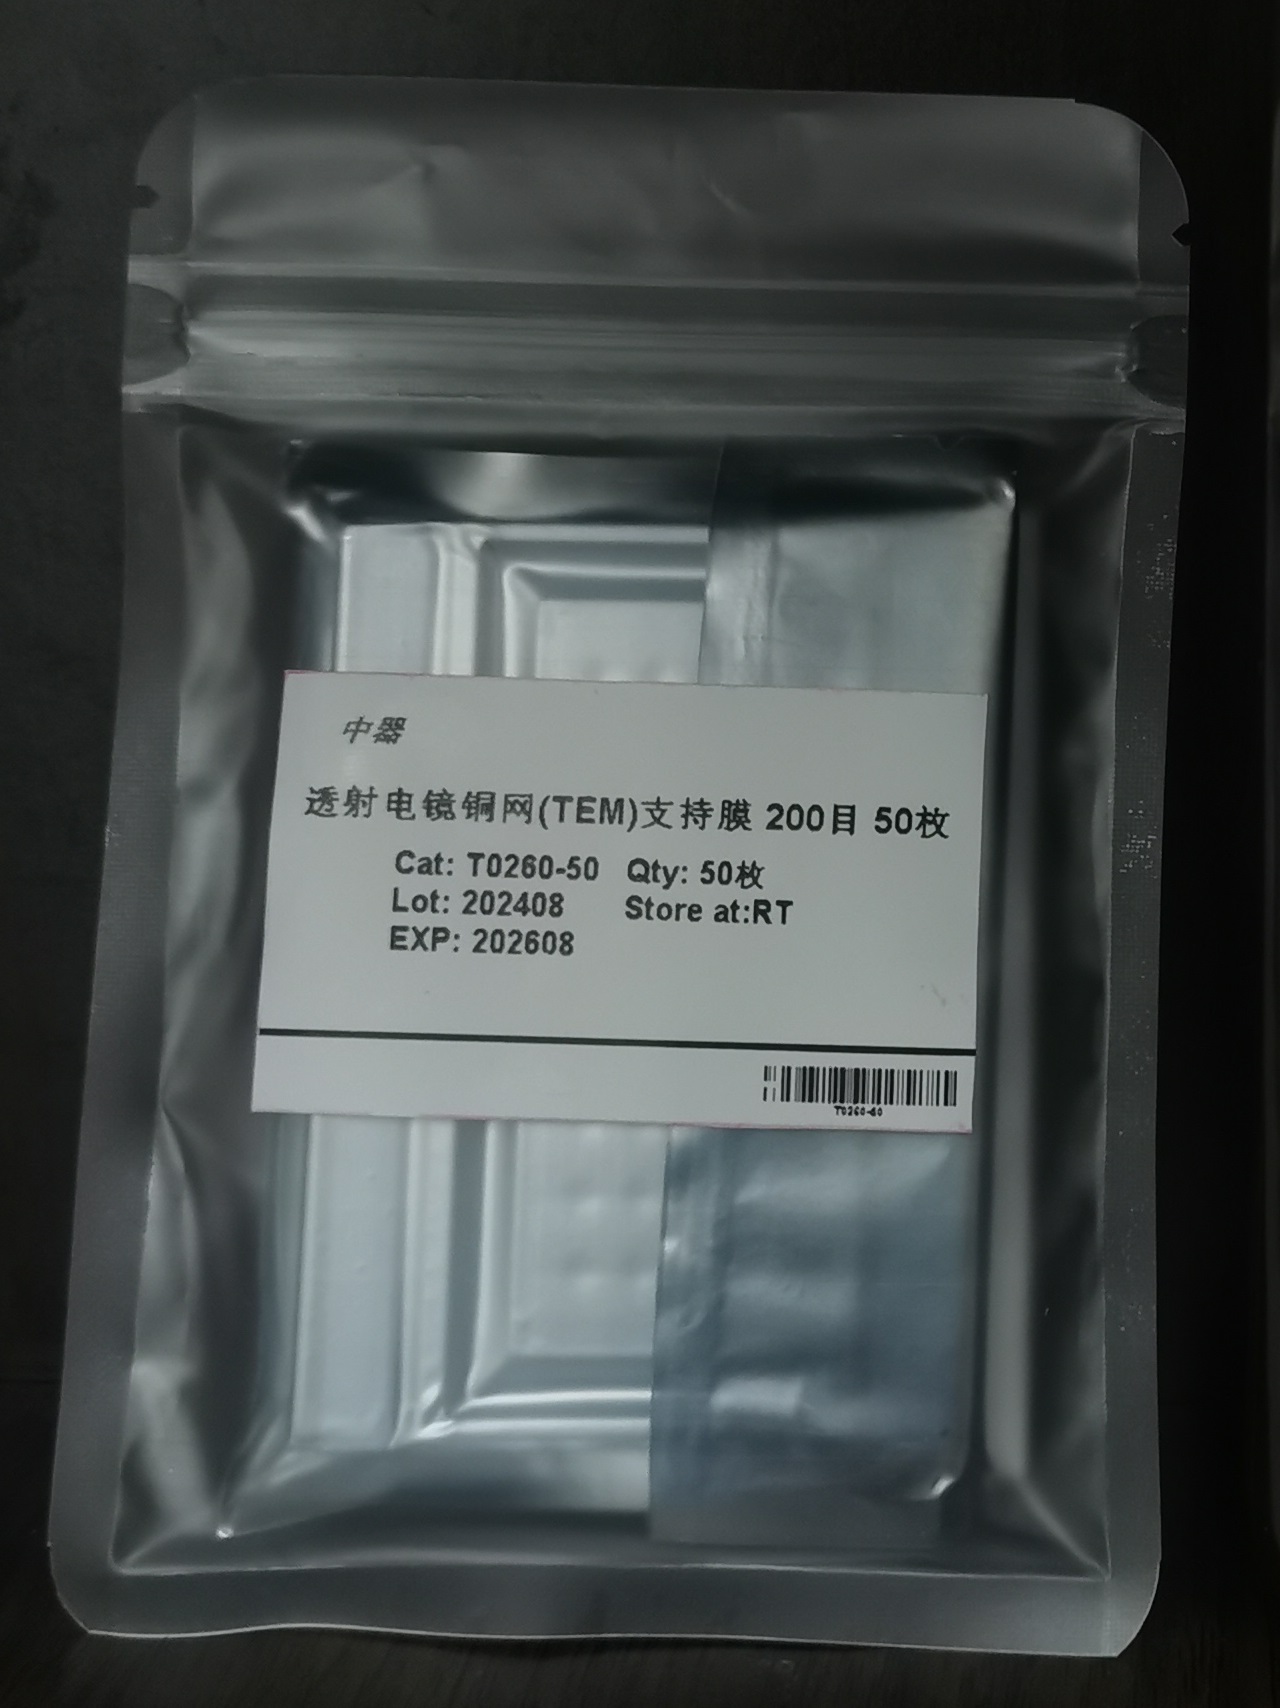 中器
透射电镜铜网(TEM)支持膜 200目 50枚
Cat: T0260-50 Qty: 50枚
Lot: 202408 Store at:RT
EXP: 202608
T0260-50